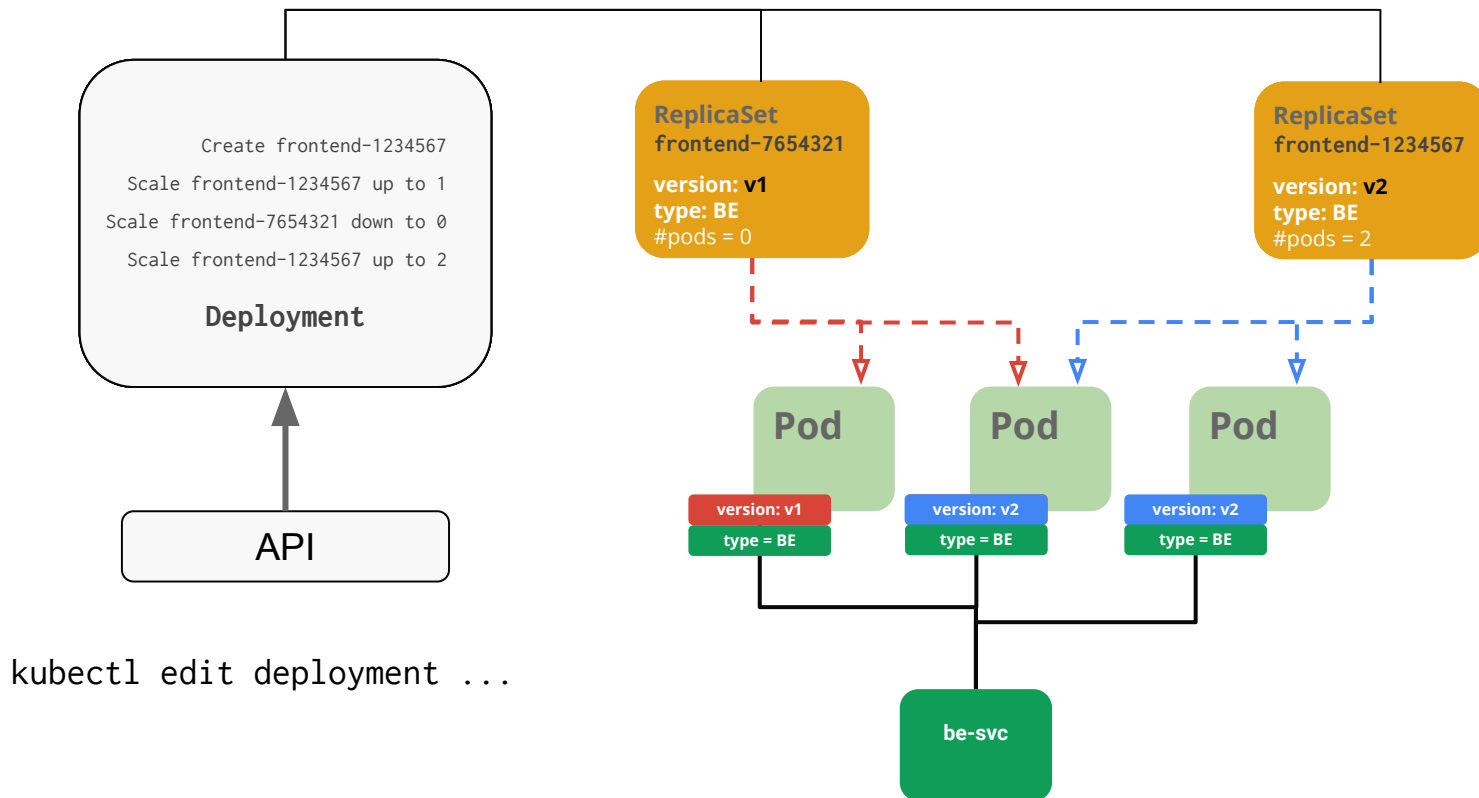 Create frontend-1234567
Scale frontend-1234567 up to 1
Scale frontend-7654321 down to 0
Scale frontend-1234567 up to 2
Deployment
API
kubectl edit deployment ...
ReplicaSet
frontend-7654321
version: v1
type: BE
#pods = 0
ReplicaSet
frontend-1234567
version: v2
type: BE
#pods = 2
Pod
version: v1
type = BE
Pod
version: v2
type = BE
Pod
version: v2
type = BE
be-svc